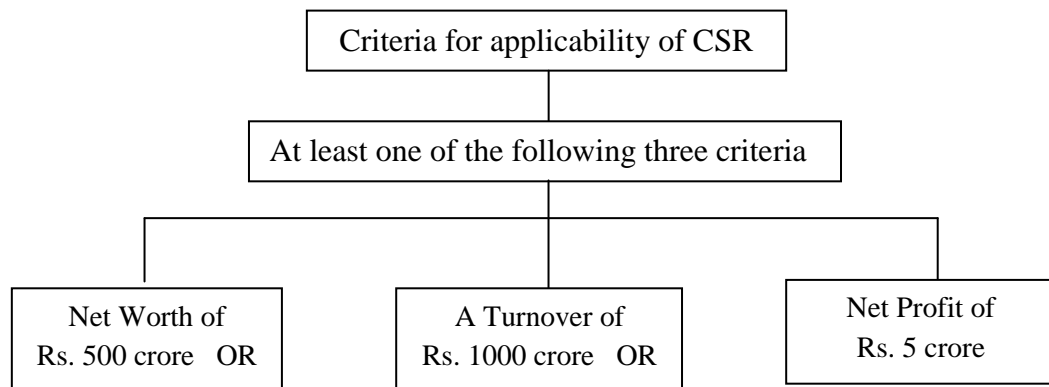 Criteria for applicability of CSR
At least one of the following three criteria
Net Worth of
Rs. 500 crore OR
A Turnover of
Rs. 1000 crore OR
Net Profit of
Rs. 5 crore